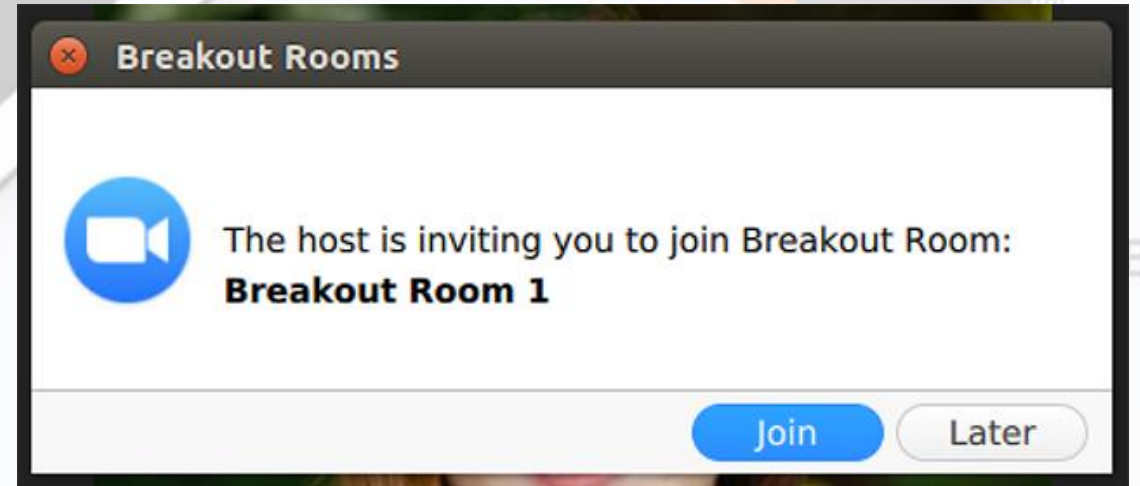 Breakout Rooms
The host is inviting you to join Breakout Room:
Breakout Room 1
Join
Later